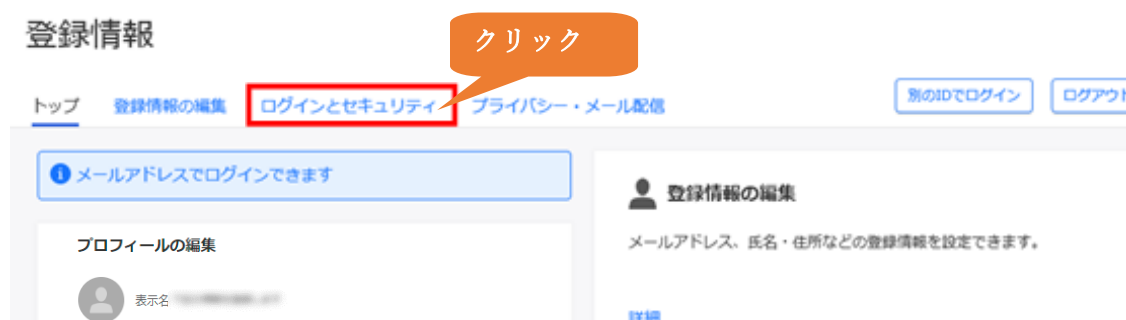 登録情報
クリック
トップ 登録情報の編集 ログインとセキュリティ プライバシー・メール配信 別のIDでログイン ログアウト
メールアドレスでログインできます
登録情報の編集
メールアドレス、氏名・住所などの登録情報を設定できます。
詳細
プロフィールの編集
表示名